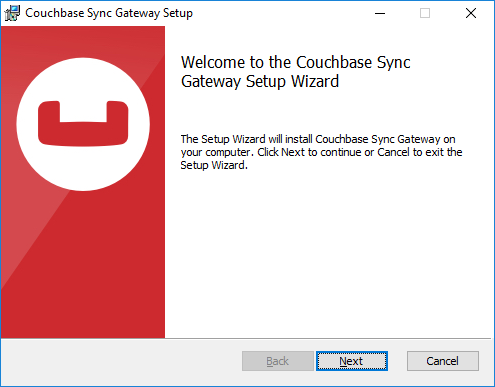 Couchbase Sync Gateway Setup
Welcome to the Couchbase Sync
Gateway Setup Wizard
The Setup Wizard will install Couchbase Sync Gateway on
your computer. Click Next to continue or Cancel to exit the
Setup Wizard.
Back Next Cancel